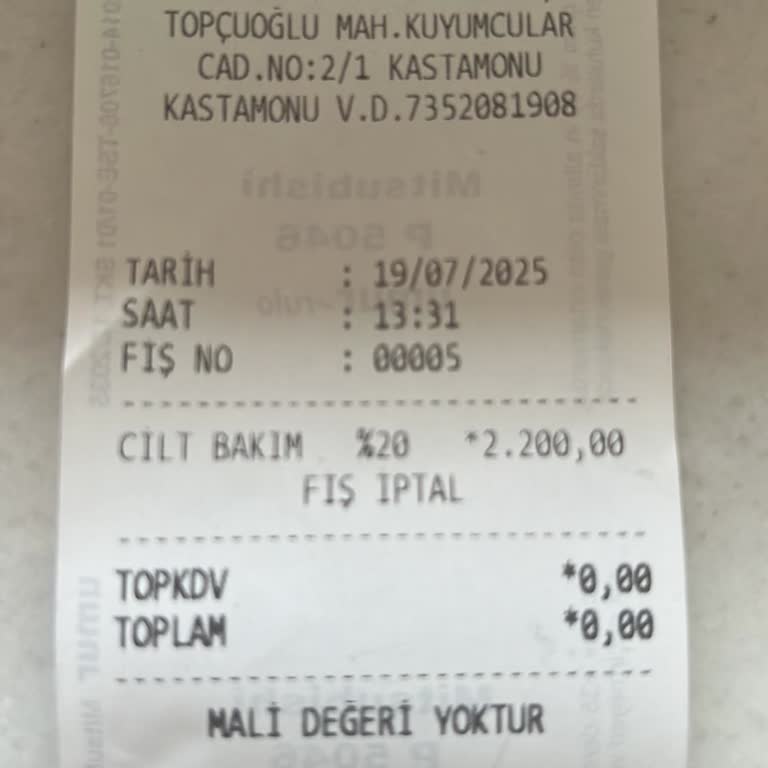 TOPÇUOĞLU MAH.KUYUMCULAR
CAD.NO:2/1 KASTAMONU
KASTAMONU V.D.7352081908
Mitsubishi
P 5046
TARİH : 19/07/2025
SAAT : 13:31
FİŞ NO : 00005
CİLT BAKIM %20 *2.200,00
FİŞ İPTAL
TOPKDV *0,00
TOPLAM *0,00
MALİ DEĞERİ YOKTUR